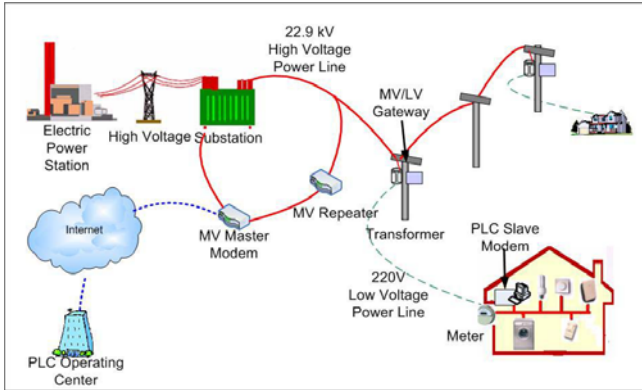 22.9 kV
High Voltage
Power Line
MV/LV
Gateway
Electric
Power
Station
High Voltage
Substation
MV Repeater
Transformer
PLC Slave
Modem
Internet
MV Master
Modem
220V
Low Voltage
Power Line
Meter
PLC Operating
Center